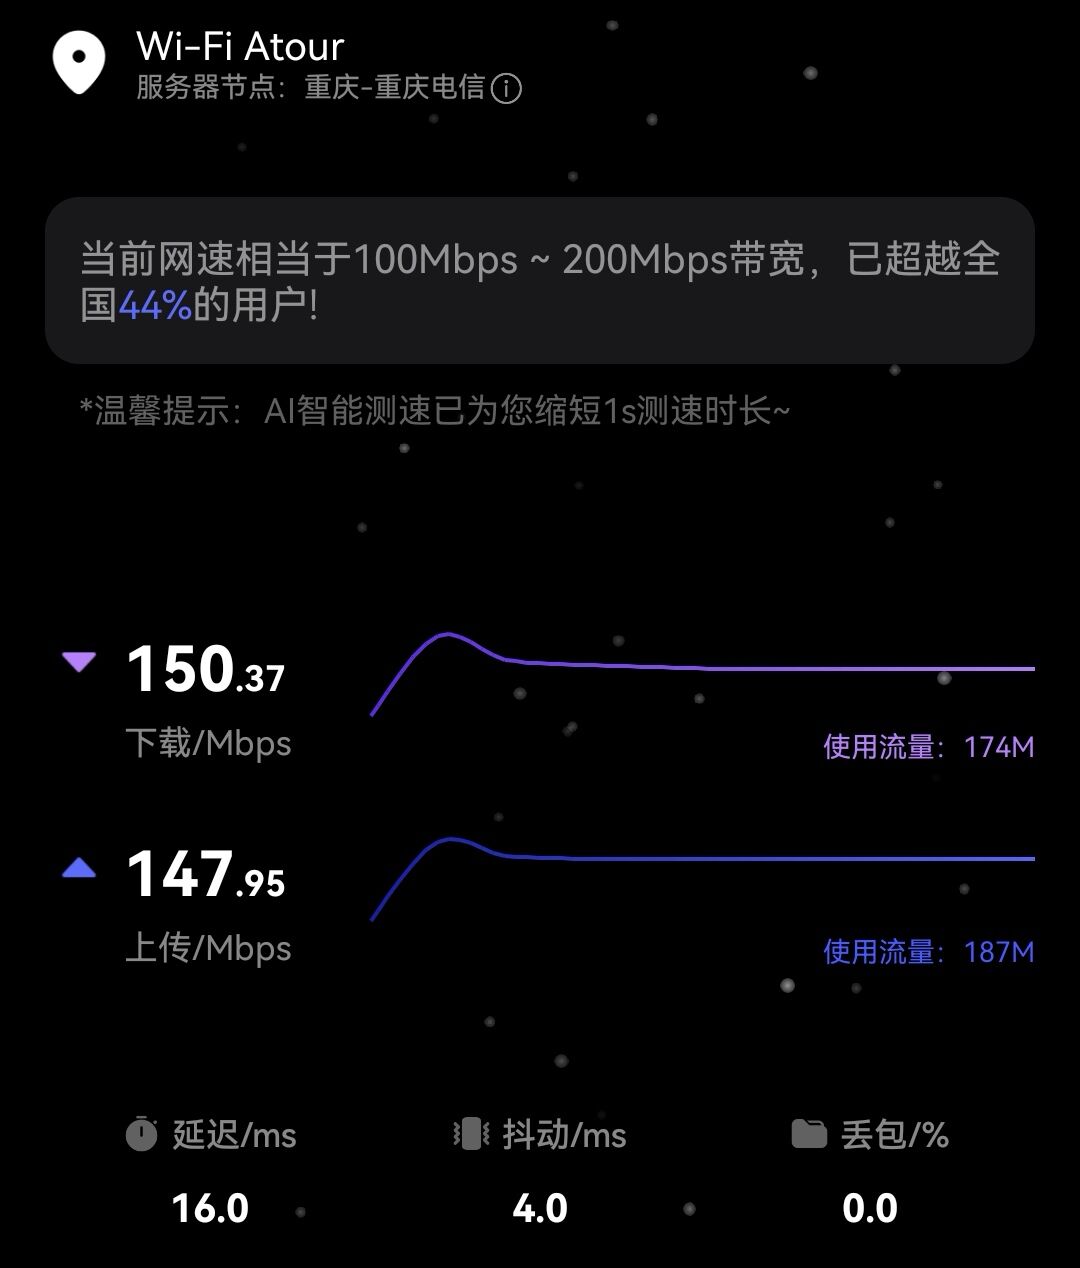 Wi-Fi Atour
服务器节点：重庆-重庆电信
当前网速相当于100Mbps ~ 200Mbps带宽，已超越全
国44%的用户!
*温馨提示：AI智能测速已为您缩短1s测速时长~
150.37
下载/Mbps
使用流量：174M
147.95
上传/Mbps
使用流量：187M
延迟/ms
抖动/ms
丢包/%
16.0
4.0
0.0